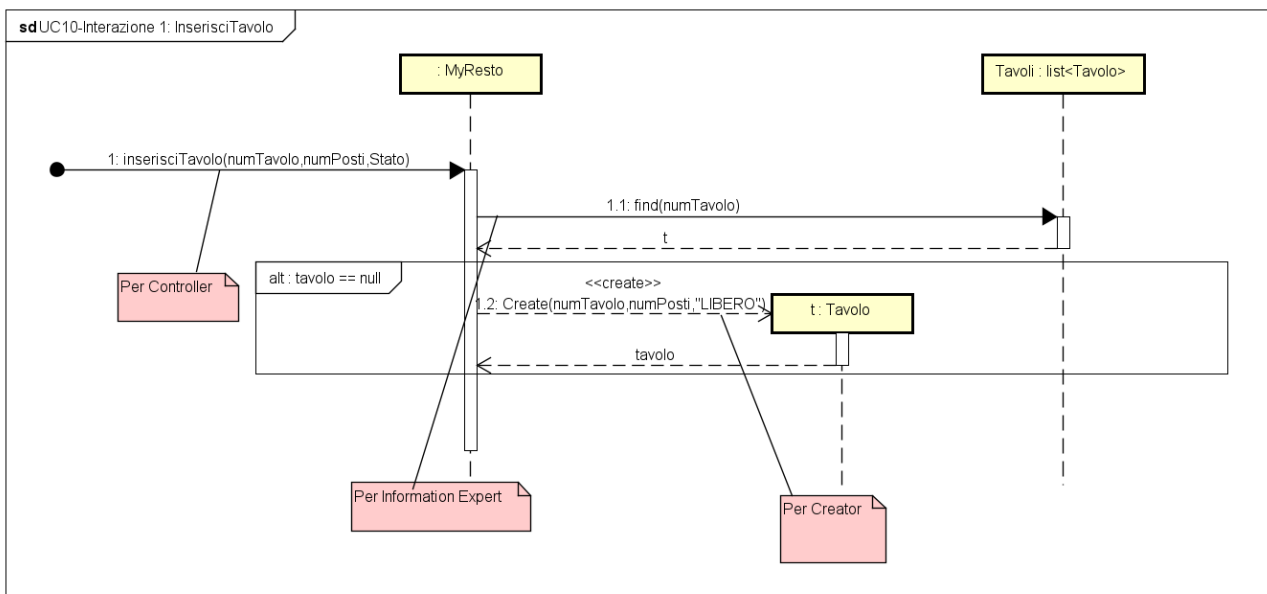 sd UC10-Interazione 1: InserisciTavolo
: MyResto
Tavoli : list<Tavolo>
1: inserisciTavolo(numTavolo,numPosti,Stato)
1.1: find(numTavolo)
t
Per Controller
alt : tavolo == null
<<create>>
1.2: Create(numTavolo,numPosti,"LIBERO")
t : Tavolo
tavolo
Per Information Expert
Per Creator